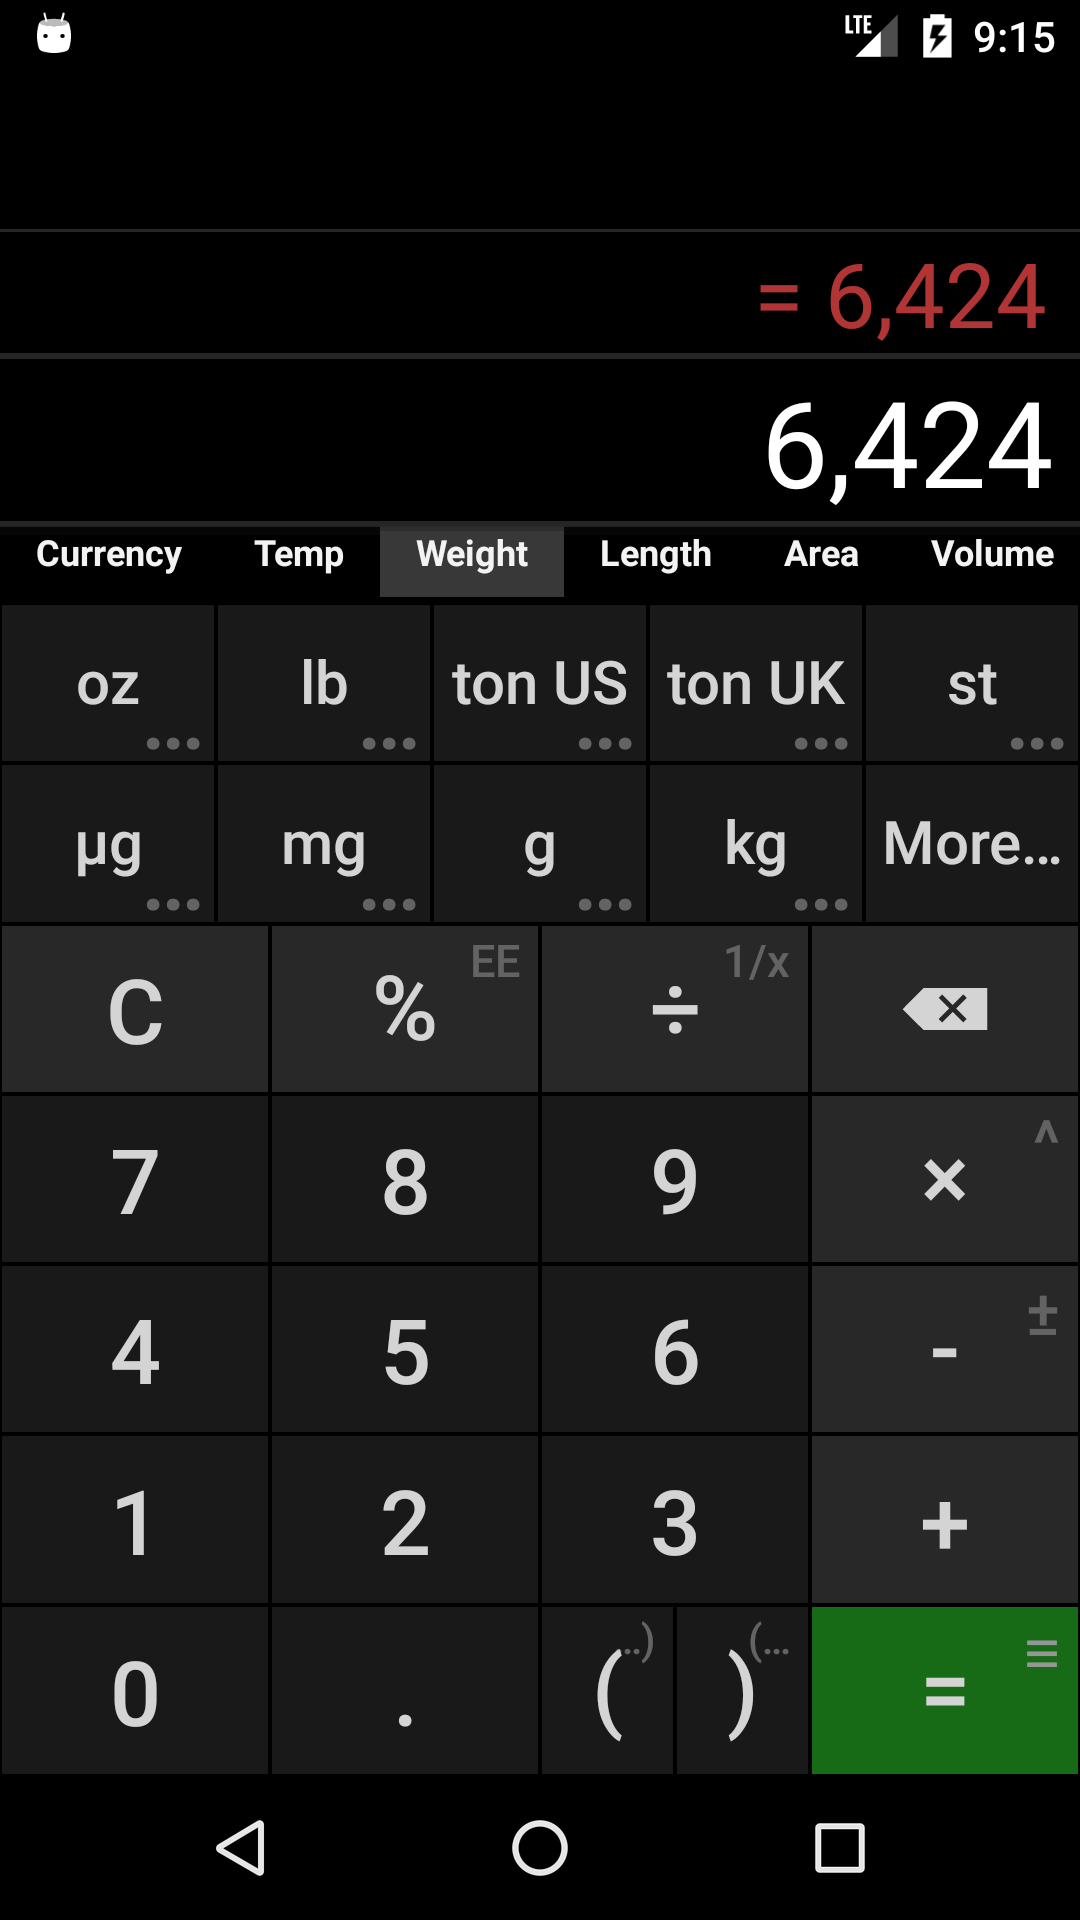 LTE 9:15
= 6,424
6,424
Currency Temp Weight Length Area Volume
oz lb ton US ton UK st
µg mg g kg More...
C % EE ÷ 1/x
7 8 9 × ^
4 5 6 - ±
1 2 3 +
0 . ( ..) ) (... =